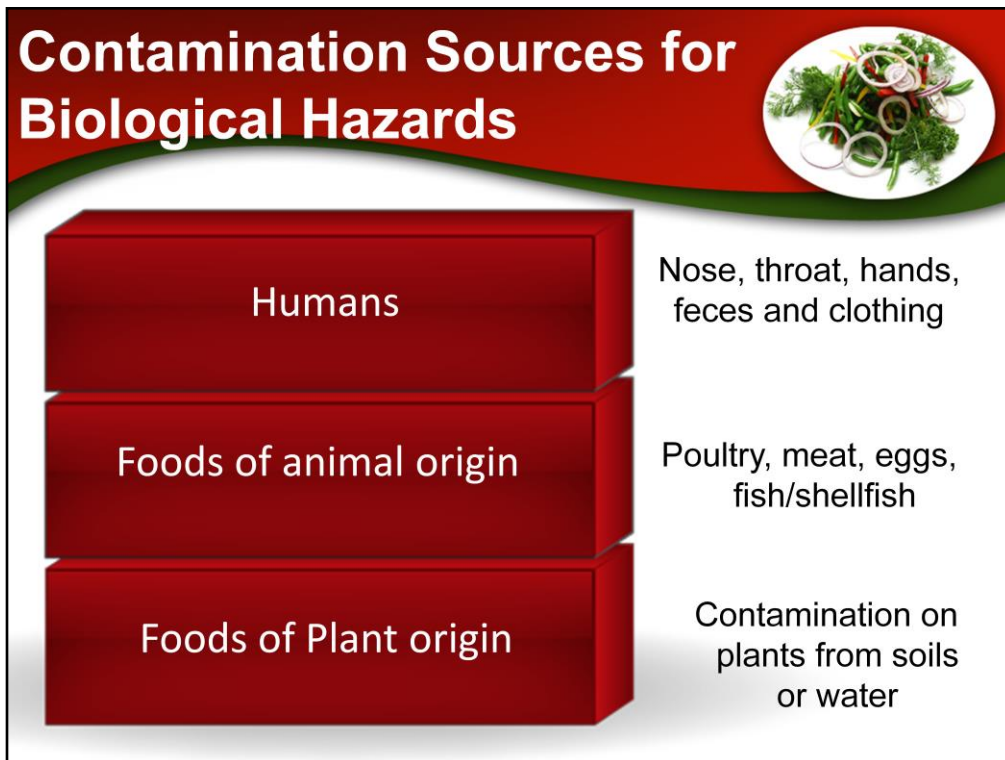 Contamination Sources for
Biological Hazards
Humans
Nose, throat, hands,
feces and clothing
Foods of animal origin
Poultry, meat, eggs,
fish/shellfish
Foods of Plant origin
Contamination on
plants from soils
or water